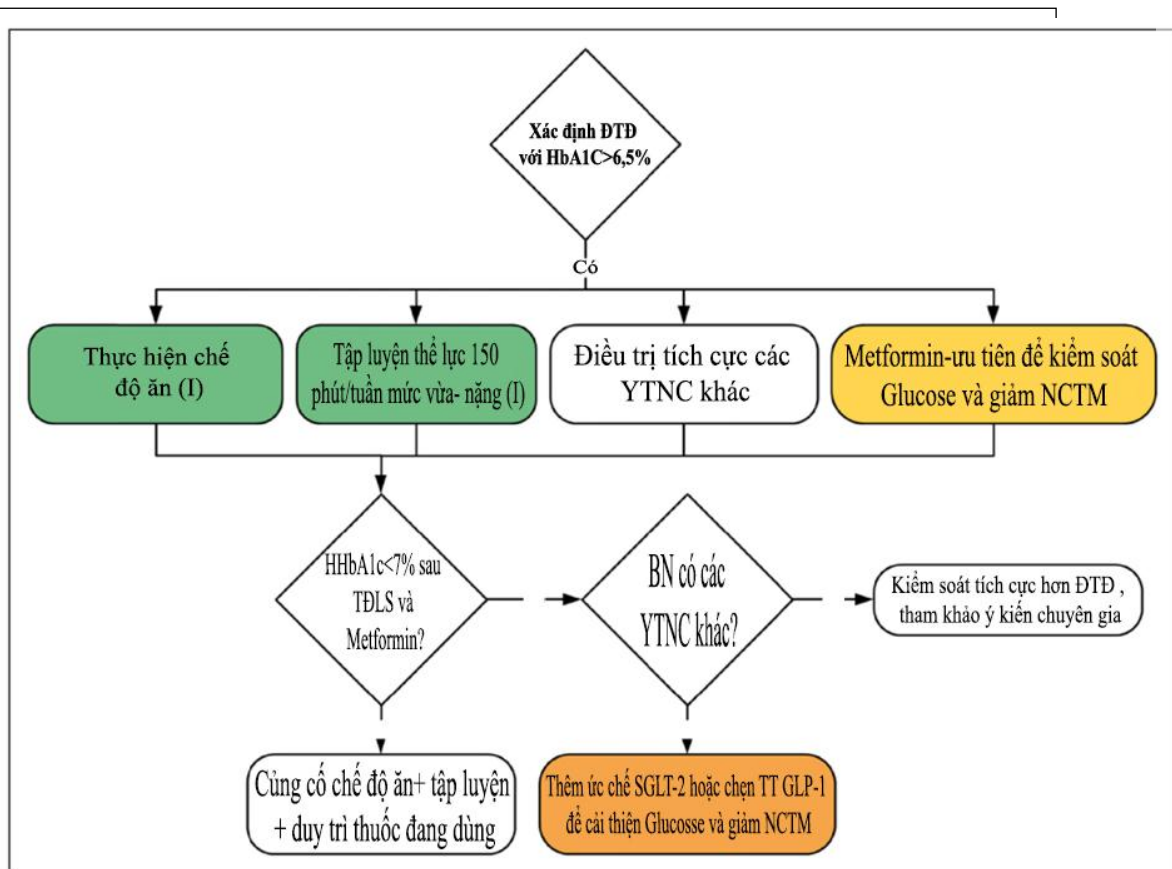 Xác định ĐTĐ
với HbA1C>6,5%
Có
Thực hiện chế
độ ăn (I)
Tập luyện thể lực 150
phút/tuần mức vừa- nặng (I)
Điều trị tích cực các
YTNC khác
Metformin-ưu tiên để kiểm soát
Glucose và giảm NCTM
HHbA1c<7% sau
TĐLS và
Metformin?
BN có các
YTNC khác?
Kiểm soát tích cực hơn ĐTĐ ,
tham khảo ý kiến chuyên gia
Củng cố chế độ ăn+ tập luyện
+ duy trì thuốc đang dùng
Thêm ức chế SGLT-2 hoặc chẹn TT GLP-1
để cải thiện Glucosse và giảm NCTM